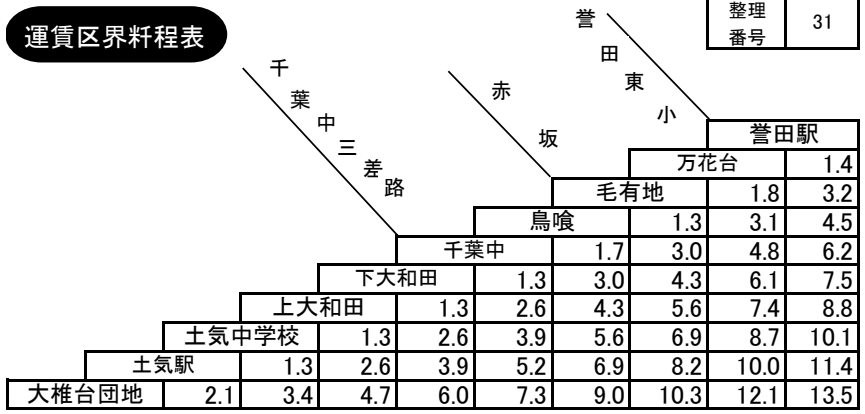 運賃区界粁程表
整理番号 31
千葉中三差路
赤坂
誉田東小
誉田駅
万花台 1.4
毛有地 1.8 3.2
鳥喰 1.3 3.1 4.5
千葉中 1.7 3.0 4.8 6.2
下大和田 1.3 3.0 4.3 6.1 7.5
上大和田 1.3 2.6 4.3 5.6 7.4 8.8
土気中学校 1.3 2.6 3.9 5.6 6.9 8.7 10.1
土気駅 1.3 2.6 3.9 5.2 6.9 8.2 10.0 11.4
大椎台団地 2.1 3.4 4.7 6.0 7.3 9.0 10.3 12.1 13.5